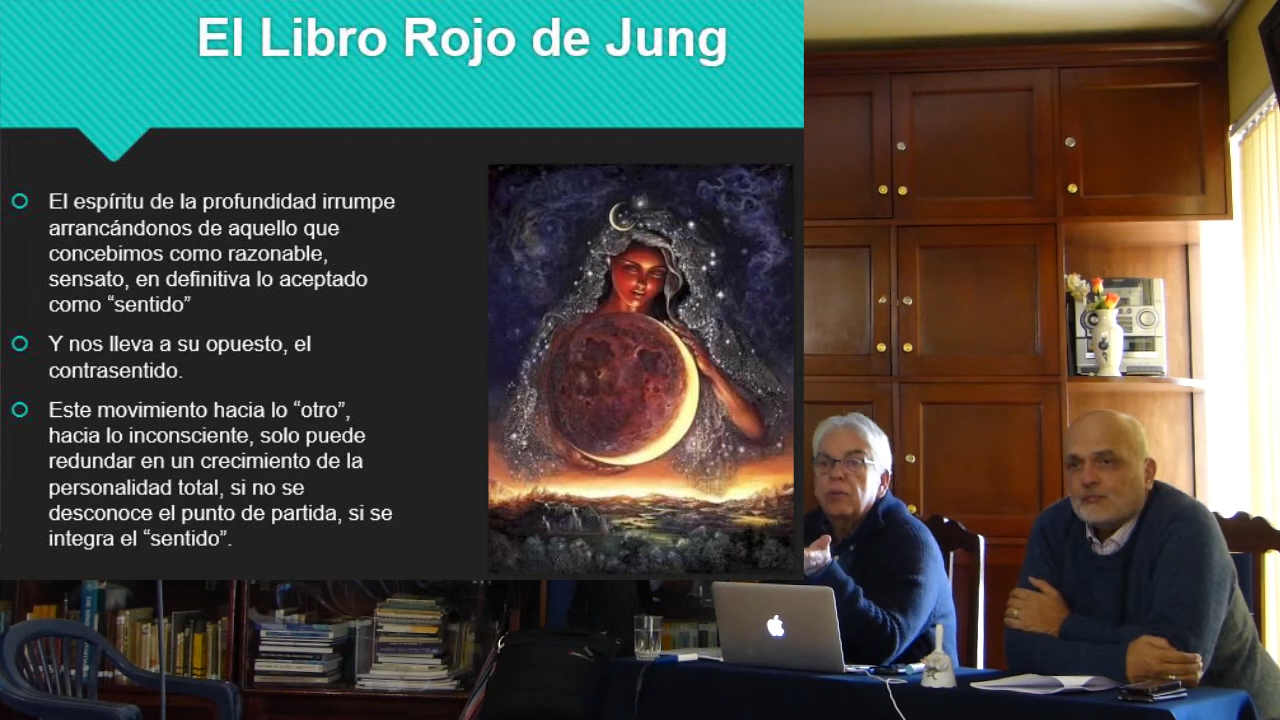 El Libro Rojo de Jung
El espíritu de la profundidad irrumpe
arrancándonos de aquello que
concebimos como razonable,
sensato, en definitiva lo aceptado
como “sentido”
Y nos lleva a su opuesto, el
contrasentido.
Este movimiento hacia lo “otro”,
hacia lo inconsciente, solo puede
redundar en un crecimiento de la
personalidad total, si no se
desconoce el punto de partida, si se
integra el “sentido”.